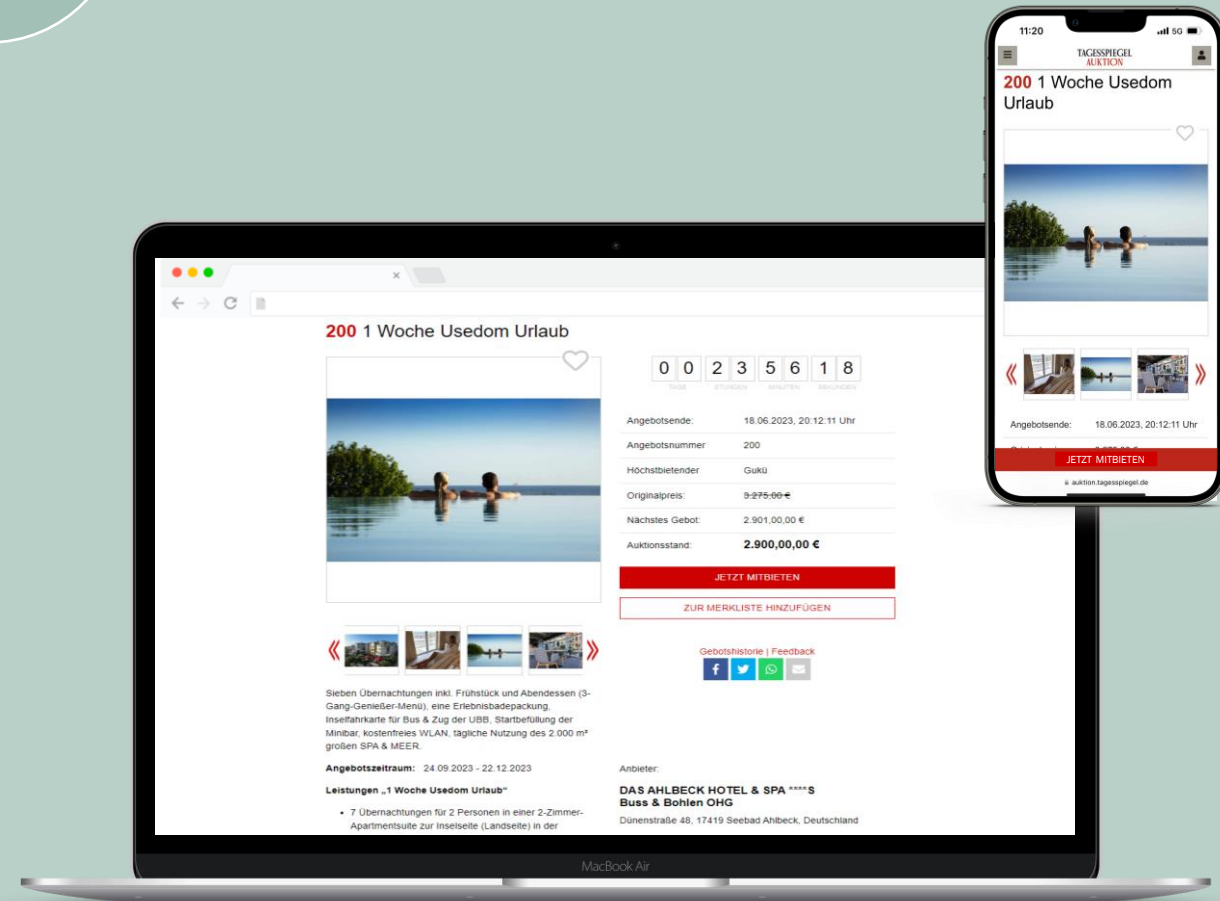 200 1 Woche Usedom Urlaub
0 0 2 3 5 6 1 8
TAGE STUNDEN MINUTEN SEKUNDEN
Angebotsende: 18.06.2023, 20:12:11 Uhr
Angebotsnummer 200
Höchstbietender Gukü
Originalpreis: 3.275,00 €
Nächstes Gebot: 2.901,00,00 €
Auktionsstand: 2.900,00,00 €
JETZT MITBIETEN
ZUR MERKLISTE HINZUFÜGEN
Gebotshistorie | Feedback
Sieben Übernachtungen inkl. Frühstück und Abendessen (3-
Gang-Genießer-Menü), eine Erlebnisbadepackung,
Inselfahrkarte für Bus & Zug der UBB, Startbefüllung der
Minibar, kostenfreies WLAN, tägliche Nutzung des 2.000 m²
großen SPA & MEER.
Angebotszeitraum: 24.09.2023 - 22.12.2023
Leistungen „1 Woche Usedom Urlaub"
• 7 Übernachtungen für 2 Personen in einer 2-Zimmer-
Apartmentsuite zur Inselseite (Landseite) in der
Anbieter:
DAS AHLBECK HOTEL & SPA ****S
Buss & Bohlen OHG
Dünenstraße 48, 17419 Seebad Ahlbeck, Deutschland
MacBook Air
11:20 5G
TAGESSPIEGEL
AUKTION
200 1 Woche Usedom
Urlaub
Angebotsende: 18.06.2023, 20:12:11 Uhr
JETZT MITBIETEN
auktion.tagesspiegel.de